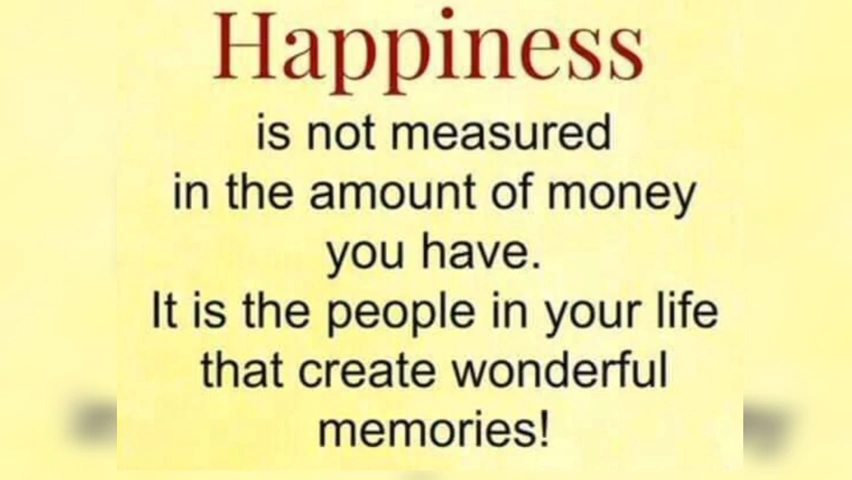 Happiness
is not measured
in the amount of money
you have.
It is the people in your life
that create wonderful
memories!